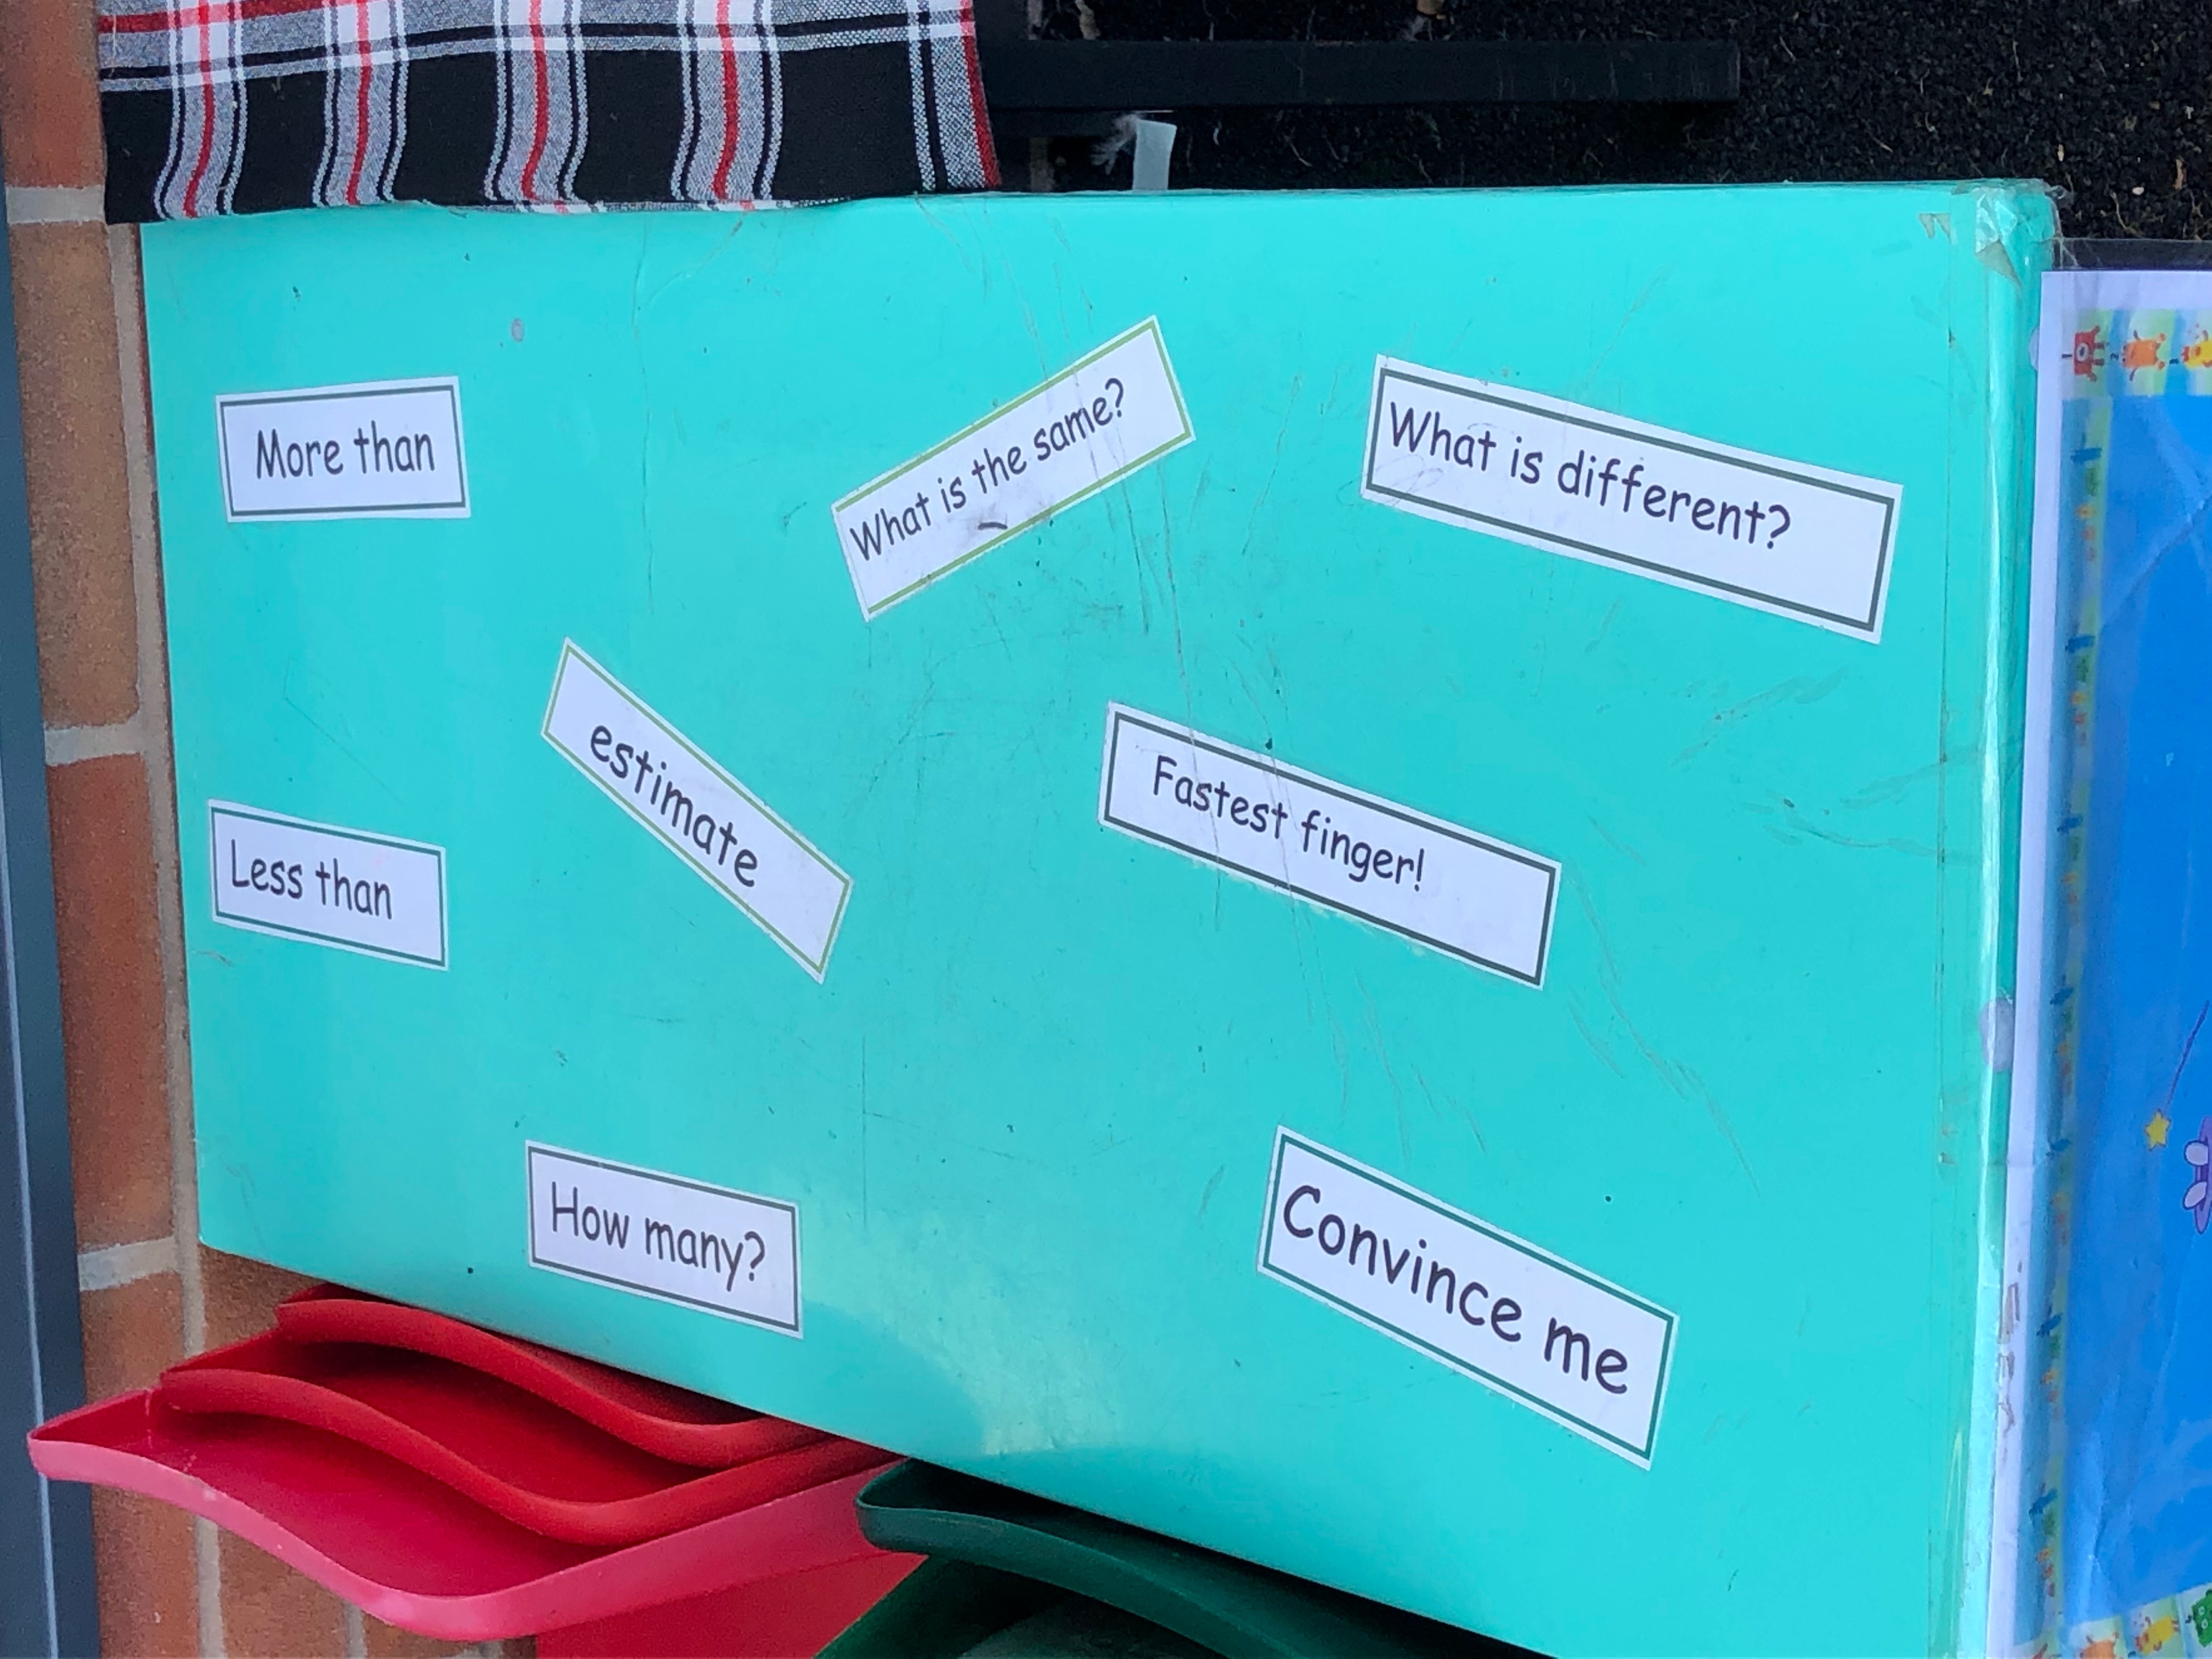 More than
What is the same?
What is different?
estimate
Fastest finger!
Less than
How many?
Convince me